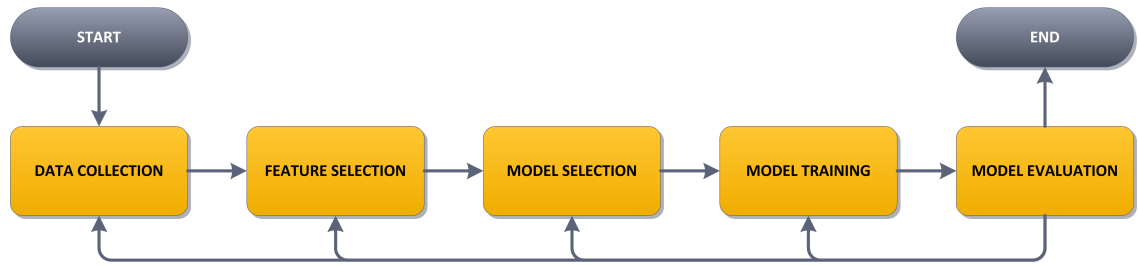 START
END
DATA COLLECTION
FEATURE SELECTION
MODEL SELECTION
MODEL TRAINING
MODEL EVALUATION